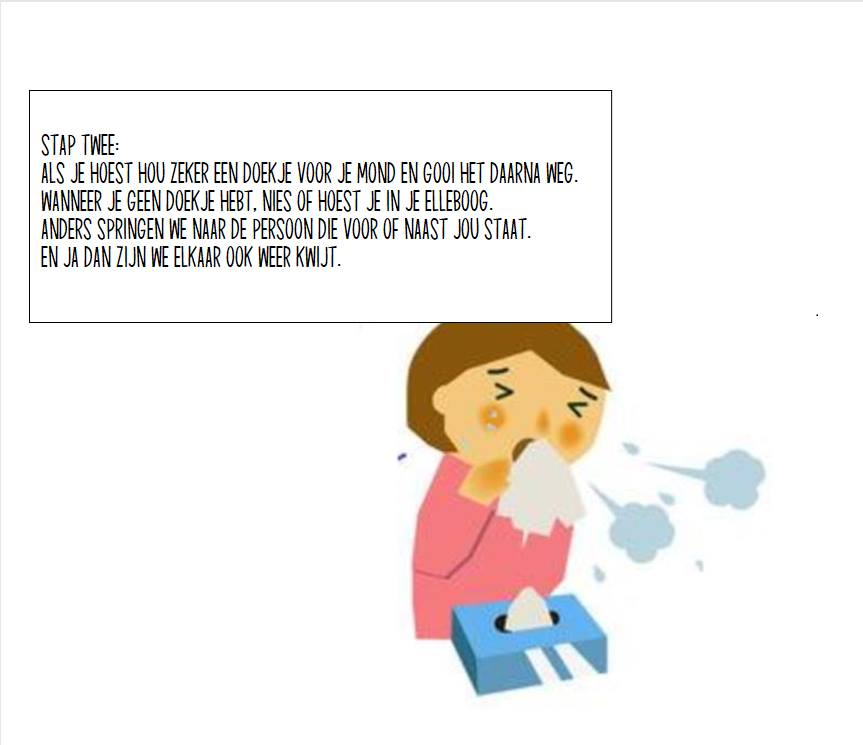 STAP TWEE:
ALS JE HOEST HOU ZEKER EEN DOEKJE VOOR JE MOND EN GOOI HET DAARNA WEG.
WANNEER JE GEEN DOEKJE HEBT, NIES OF HOEST JE IN JE ELLEBOOG.
ANDERS SPRINGEN WE NAAR DE PERSOON DIE VOOR OF NAAST JOU STAAT.
EN JA DAN ZIJN WE ELKAAR OOK WEER KWIJT.